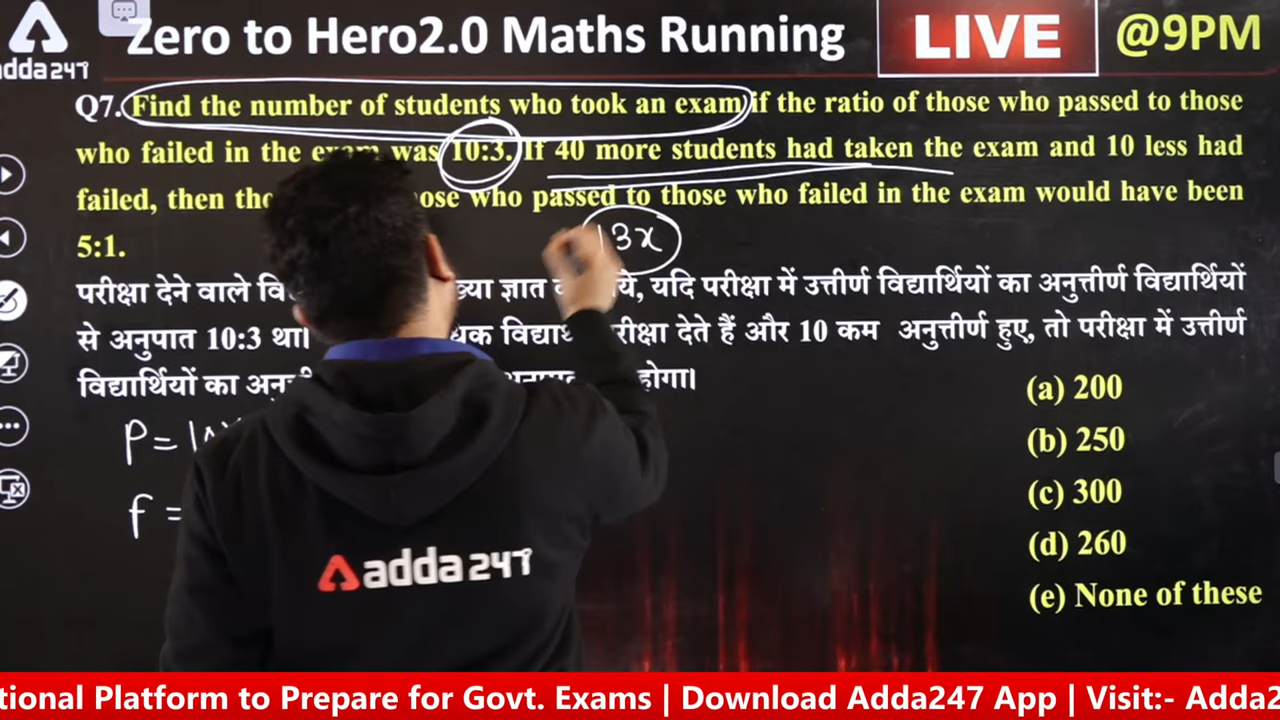 Zero to Hero2.0 Maths Running
LIVE
@9PM
adda247
Q7. Find the number of students who took an exam if the ratio of those who passed to those
who failed in the exam was 10:3. If 40 more students had taken the exam and 10 less had
failed, then those who passed to those who failed in the exam would have been
5:1.
13x
परीक्षा देने वाले ज्ञात यदि परीक्षा में उत्तीर्ण विद्यार्थियों का अनुत्तीर्ण विद्यार्थियों
से अनुपात 10:3 था। परीक्षा देते हैं और 10 कम अनुत्तीर्ण हुए, तो परीक्षा में उत्तीर्ण
विद्यार्थियों का होगा।
(a) 200
P=
(b) 250
(c) 300
f=
(d) 260
adda247
(e) None of these
tional Platform to Prepare for Govt. Exams | Download Adda247 App | Visit:- Adda2